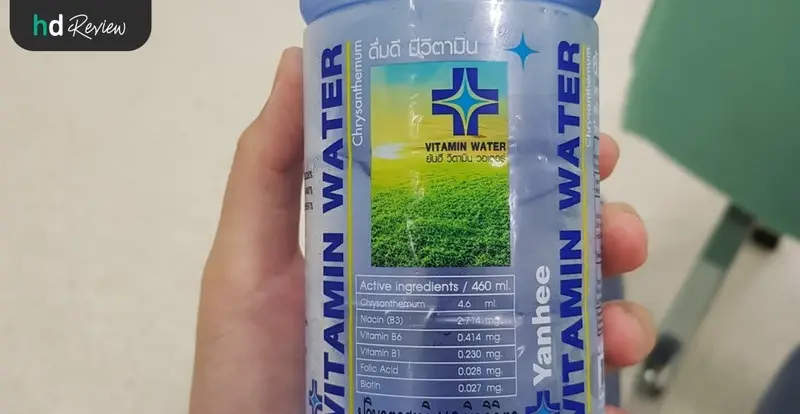 hd Review
ดื่มดี มีวิตามิน
Chrysanthemum
VITAMIN WATER
VITAMIN WATER
ยันฮี วิตามิน วอเตอร์
Active ingredients / 460 ml.
Chrysanthemum 4.6 ml.
Niacin (B3) 2.714 mg.
Vitamin B6 0.414 mg.
Vitamin B1 0.230 mg.
Folic Acid 0.028 mg.
Biotin 0.027 mg.
Yanhee
VITAMIN WATER
Chrysanthemum